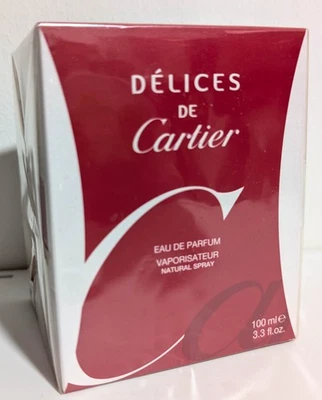 DÉLICES
DE
Cartier
EAU DE PARFUM
VAPORISATEUR
NATURAL SPRAY
100 ml e
3.3 fl.oz.